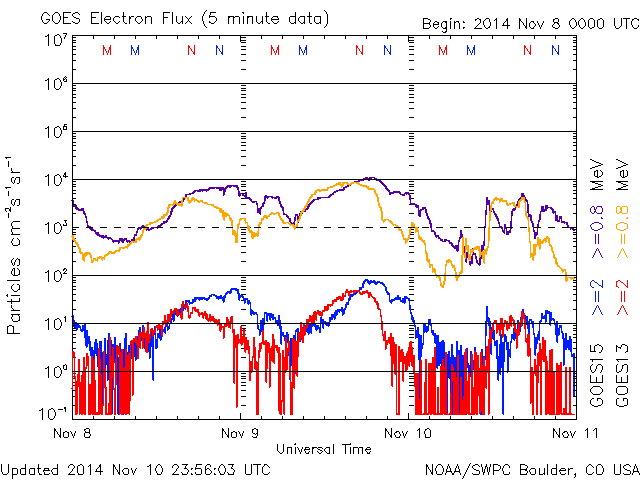 GOES Electron Flux (5 minute data)
Begin: 2014 Nov 8 0000 UTC
M M N N M M N N M M N N
10⁷
10⁶
10⁵
10⁴
10³
10²
10¹
10⁰
10⁻¹
Particles cm⁻²s⁻¹sr⁻¹
Nov 8 Nov 9 Nov 10 Nov 11
Universal Time
GOES15 >=2 >=0.8 MeV
GOES13 >=2 >=0.8 MeV
Updated 2014 Nov 10 23:56:03 UTC
NOAA/SWPC Boulder, CO USA